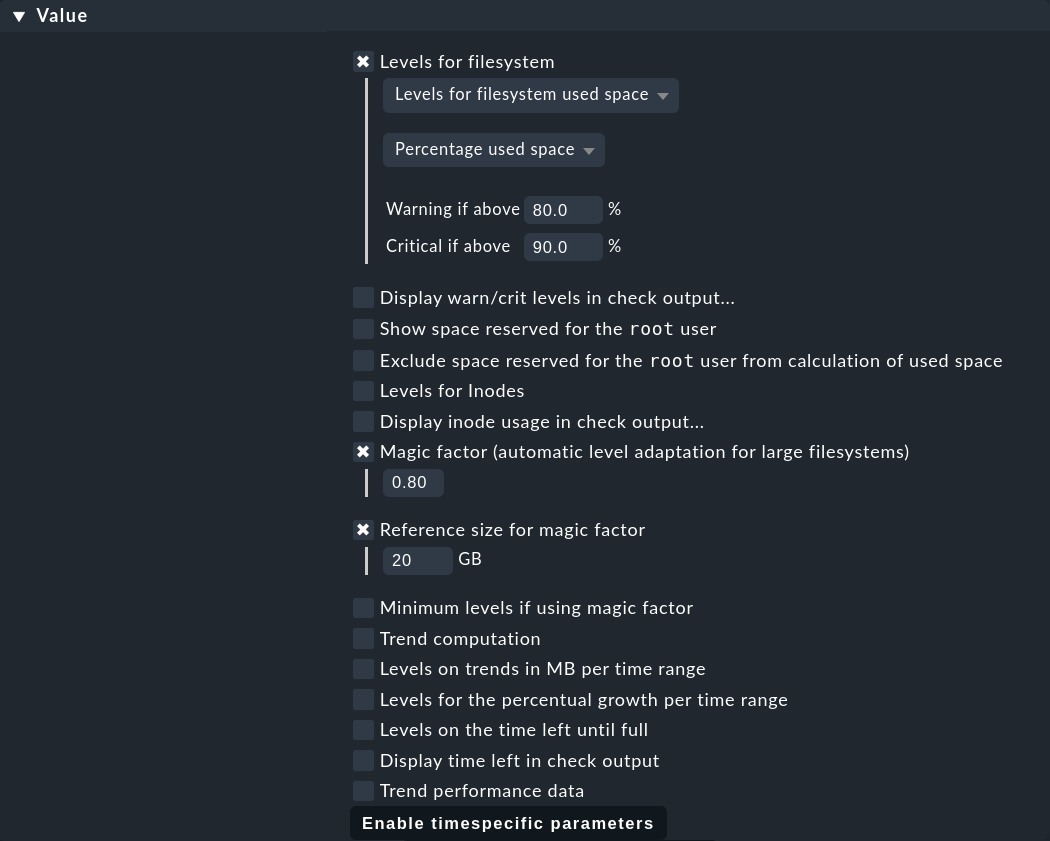 Value
Levels for filesystem
Levels for filesystem used space
Percentage used space
Warning if above 80.0 %
Critical if above 90.0 %
Display warn/crit levels in check output...
Show space reserved for the root user
Exclude space reserved for the root user from calculation of used space
Levels for Inodes
Display inode usage in check output...
Magic factor (automatic level adaptation for large filesystems)
0.80
Reference size for magic factor
20 GB
Minimum levels if using magic factor
Trend computation
Levels on trends in MB per time range
Levels for the percentual growth per time range
Levels on the time left until full
Display time left in check output
Trend performance data
Enable timespecific parameters